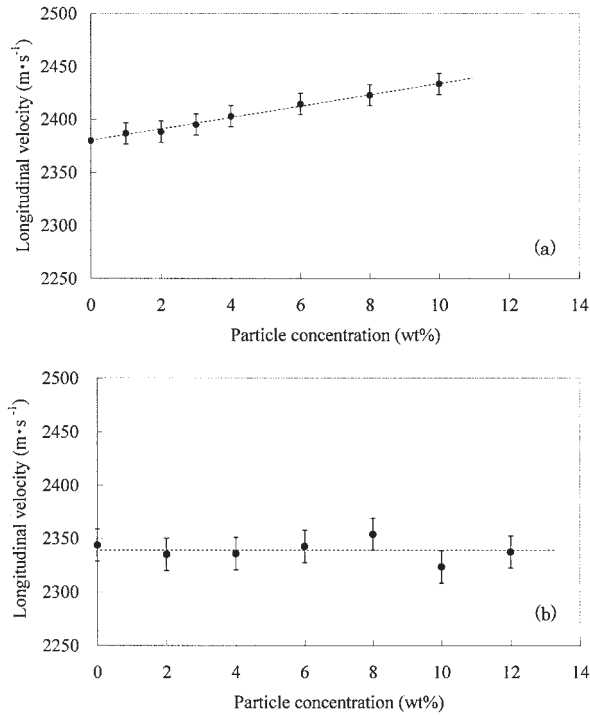 2500
2450
2400
2350
2300
2250
Longitudinal velocity (m・s⁻¹)
(a)
0 2 4 6 8 10 12 14
Particle concentration (wt%)
2500
2450
2400
2350
2300
2250
Longitudinal velocity (m・s⁻¹)
(b)
0 2 4 6 8 10 12 14
Particle concentration (wt%)